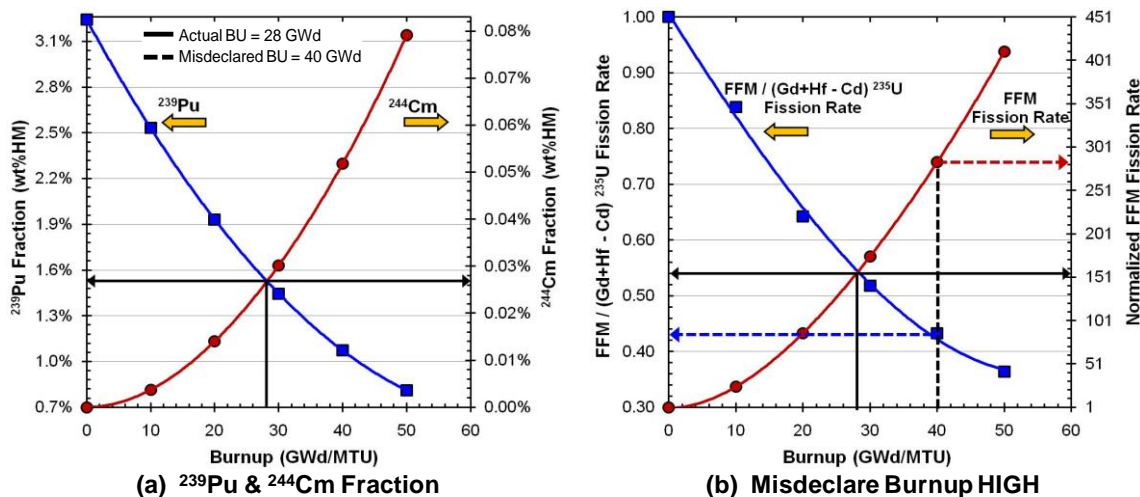 3.1%
2.8%
2.5%
2.2%
1.9%
1.6%
1.3%
1.0%
0.7%
²³⁹Pu Fraction (wt%HM)
Actual BU = 28 GWd
Misdeclared BU = 40 GWd
²³⁹Pu
²⁴⁴Cm
0.08%
0.07%
0.06%
0.05%
0.04%
0.03%
0.02%
0.01%
0.00%
²⁴⁴Cm Fraction (wt%HM)
0 10 20 30 40 50 60
Burnup (GWd/MTU)
(a) ²³⁹Pu & ²⁴⁴Cm Fraction
1.00
0.90
0.80
0.70
0.60
0.50
0.40
0.30
FFM / (Gd+Hf - Cd) ²³⁵U Fission Rate
FFM / (Gd+Hf - Cd) ²³⁵U
Fission Rate
FFM
Fission Rate
451
401
351
301
251
201
151
101
51
1
Normalized FFM Fission Rate
0 10 20 30 40 50 60
Burnup (GWd/MTU)
(b) Misdeclare Burnup HIGH